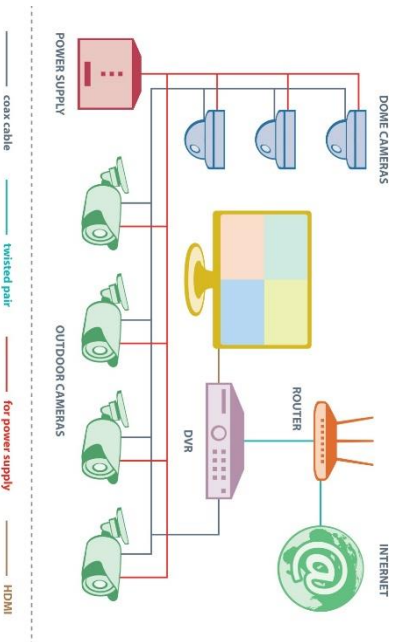 DOME CAMERAS
POWER SUPPLY
ROUTER
INTERNET
DVR
OUTDOOR CAMERAS
coax cable
twisted pair
for power supply
HDMI